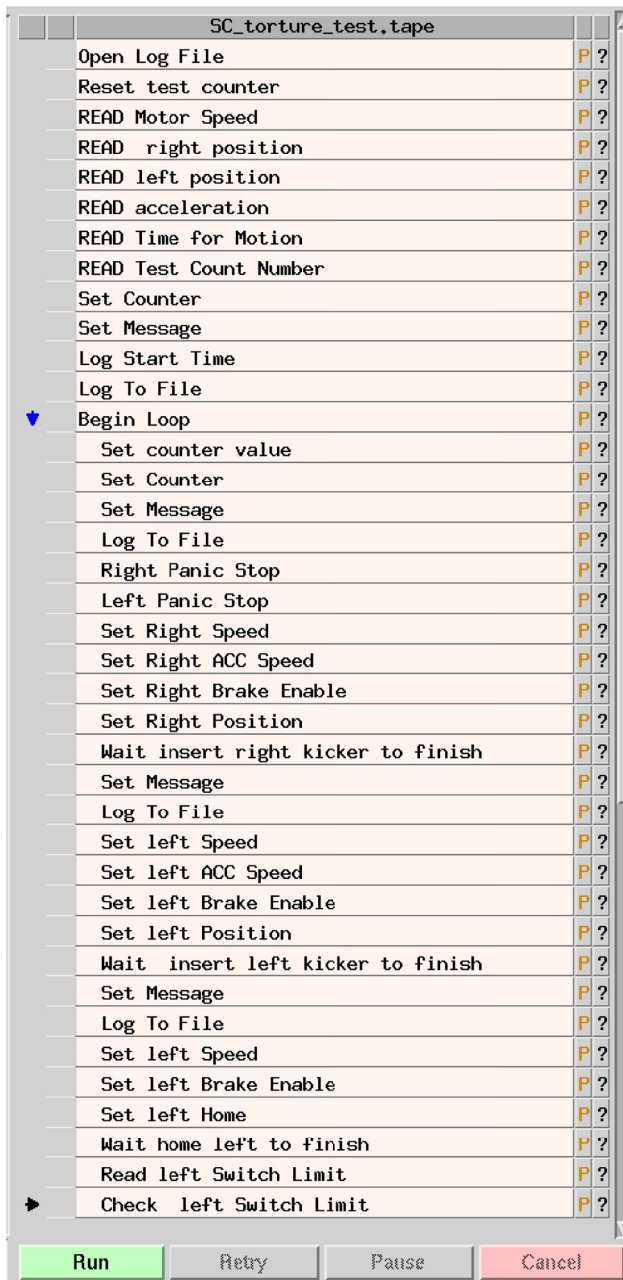 SC_torture_test.tape
Open Log File P ?
Reset test counter P ?
READ Motor Speed P ?
READ  right position P ?
READ left position P ?
READ acceleration P ?
READ Time for Motion P ?
READ Test Count Number P ?
Set Counter P ?
Set Message P ?
Log Start Time P ?
Log To File P ?
Begin Loop P ?
Set counter value P ?
Set Counter P ?
Set Message P ?
Log To File P ?
Right Panic Stop P ?
Left Panic Stop P ?
Set Right Speed P ?
Set Right ACC Speed P ?
Set Right Brake Enable P ?
Set Right Position P ?
Wait insert right kicker to finish P ?
Set Message P ?
Log To File P ?
Set left Speed P ?
Set left ACC Speed P ?
Set left Brake Enable P ?
Set left Position P ?
Wait  insert left kicker to finish P ?
Set Message P ?
Log To File P ?
Set left Speed P ?
Set left Brake Enable P ?
Set left Home P ?
Wait home left to finish P ?
Read left Switch Limit P ?
Check  left Switch Limit P ?
Run Retry Pause Cancel